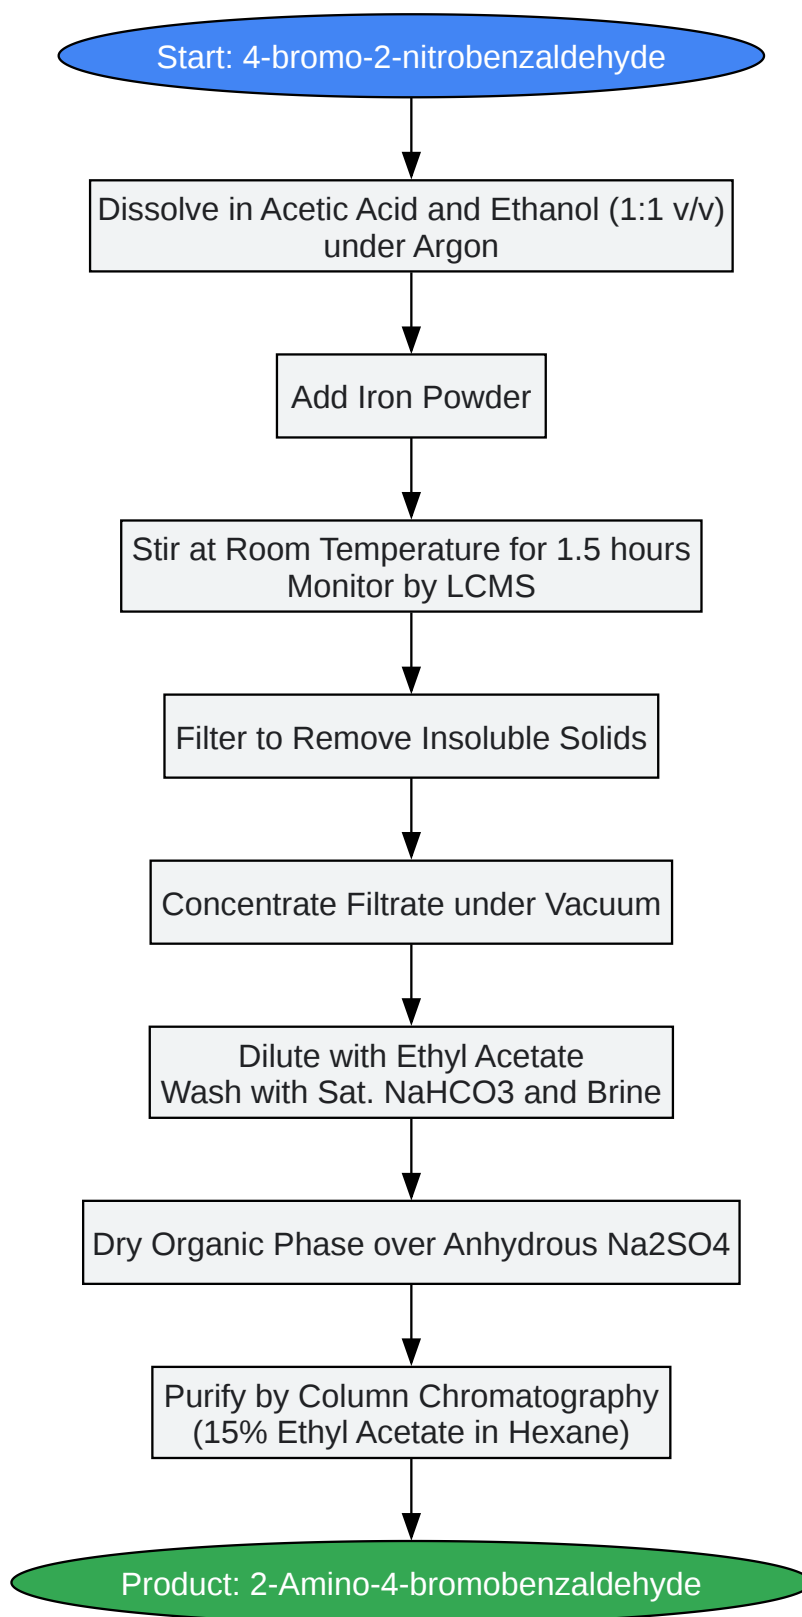 Start: 4-bromo-2-nitrobenzaldehyde
Dissolve in Acetic Acid and Ethanol (1:1 v/v)
under Argon
Add Iron Powder
Stir at Room Temperature for 1.5 hours
Monitor by LCMS
Filter to Remove Insoluble Solids
Concentrate Filtrate under Vacuum
Dilute with Ethyl Acetate
Wash with Sat. NaHCO3 and Brine
Dry Organic Phase over Anhydrous Na2SO4
Purify by Column Chromatography
(15% Ethyl Acetate in Hexane)
Product: 2-Amino-4-bromobenzaldehyde